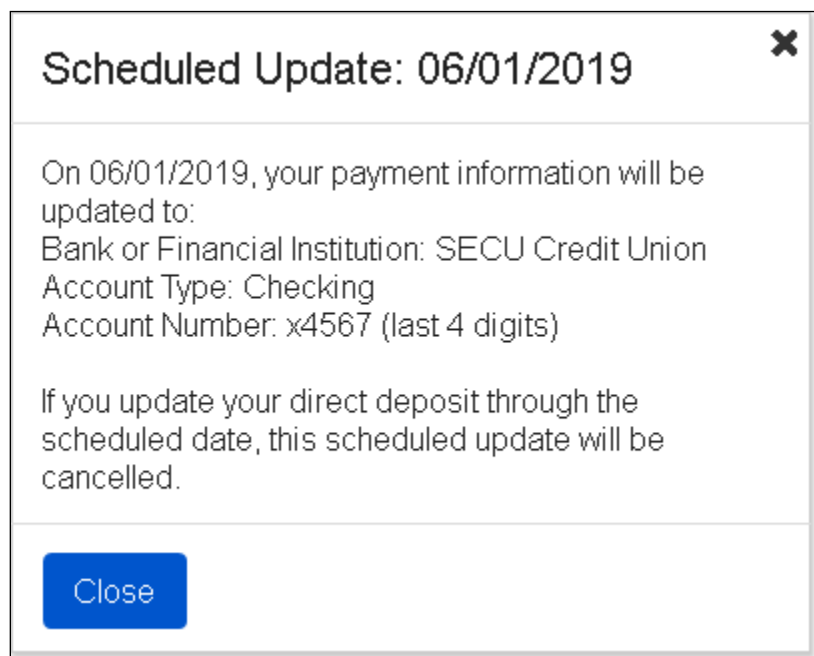 Scheduled Update: 06/01/2019
On 06/01/2019, your payment information will be
updated to:
Bank or Financial Institution: SECU Credit Union
Account Type: Checking
Account Number: x4567 (last 4 digits)
If you update your direct deposit through the
scheduled date, this scheduled update will be
cancelled.
Close